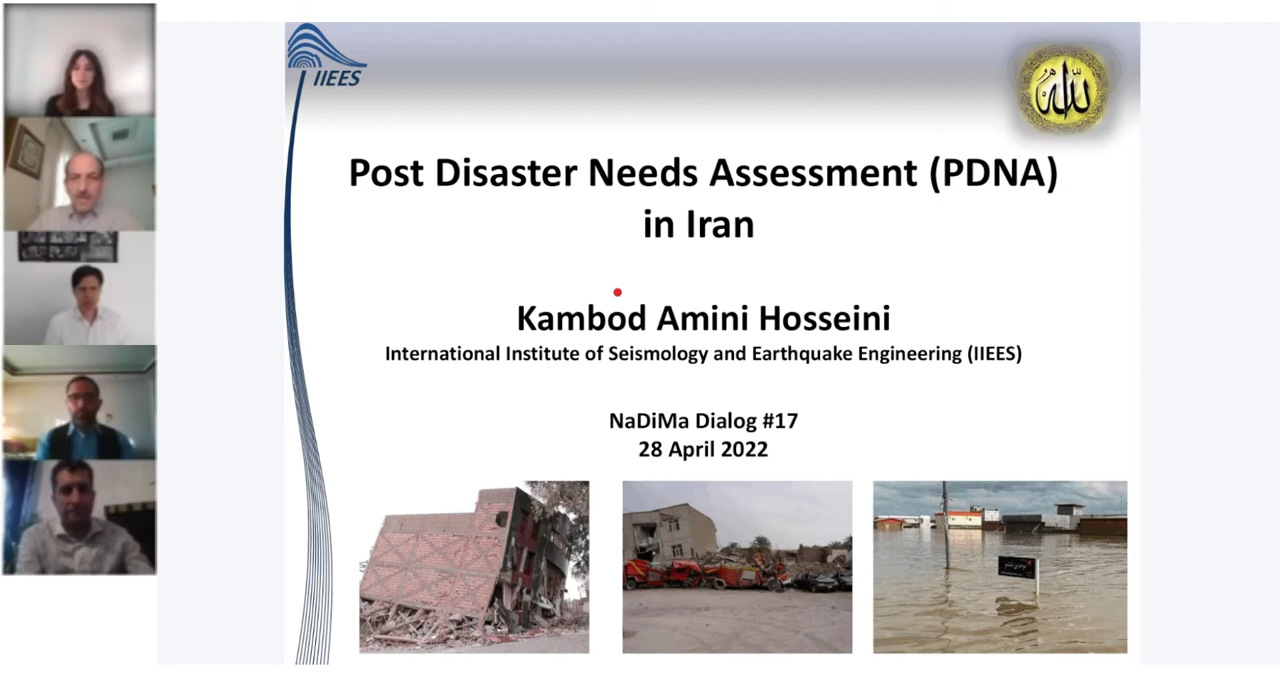 IIEES
الله
Post Disaster Needs Assessment (PDNA)
in Iran
Kambod Amini Hosseini
International Institute of Seismology and Earthquake Engineering (IIEES)
NaDiMa Dialog #17
28 April 2022